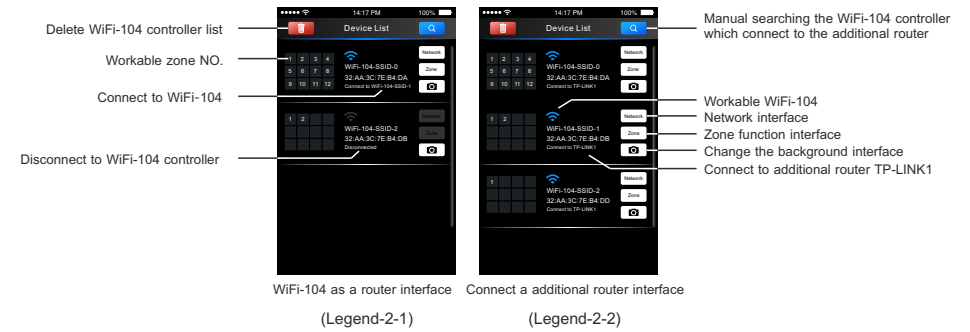 Delete WiFi-104 controller list
Workable zone NO.
Connect to WiFi-104
Disconnect to WiFi-104 controller
14:17 PM 100%
Device List
1 2 3 4
5 6 7 8
9 10 11 12
WiFi-104-SSID-0
32:AA:3C:7E:B4:DA
Connect to WiFi-104-SSID-1
Network
Zone
1 2
WiFi-104-SSID-2
32:AA:3C:7E:B4:DB
Disconnected
Network
Zone
WiFi-104 as a router interface
(Legend-2-1)
14:17 PM 100%
Device List
1 2 3 4
5 6 7 8
9 10 11 12
WiFi-104-SSID-0
32:AA:3C:7E:B4:DA
Connect to TP-LINK1
Network
Zone
1 2
WiFi-104-SSID-1
32:AA:3C:7E:B4:DB
Connect to TP-LINK1
Network
Zone
1
WiFi-104-SSID-2
32:AA:3C:7E:B4:DD
Connect to TP-LINK1
Network
Zone
Connect a additional router interface
(Legend-2-2)
Manual searching the WiFi-104 controller
which connect to the additional router
Workable WiFi-104
Network interface
Zone function interface
Change the background interface
Connect to additional router TP-LINK1